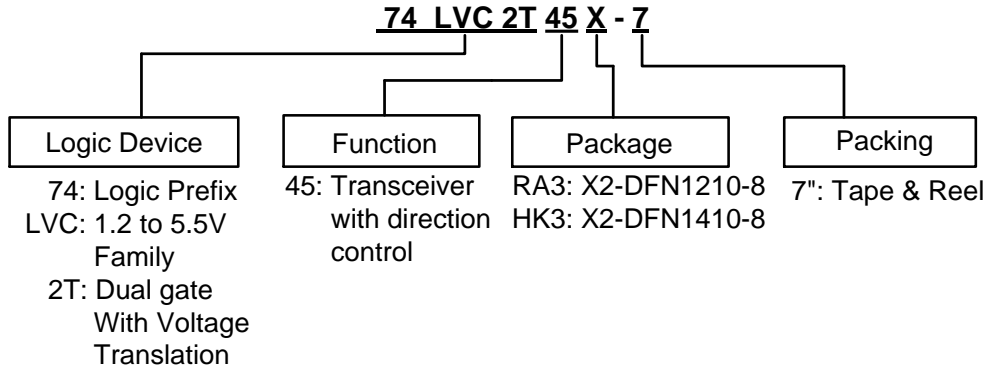 74 LVC 2T 45 X - 7
Logic Device
74: Logic Prefix
LVC: 1.2 to 5.5V
Family
2T: Dual gate
With Voltage
Translation
Function
45: Transceiver
with direction
control
Package
RA3: X2-DFN1210-8
HK3: X2-DFN1410-8
Packing
7": Tape & Reel